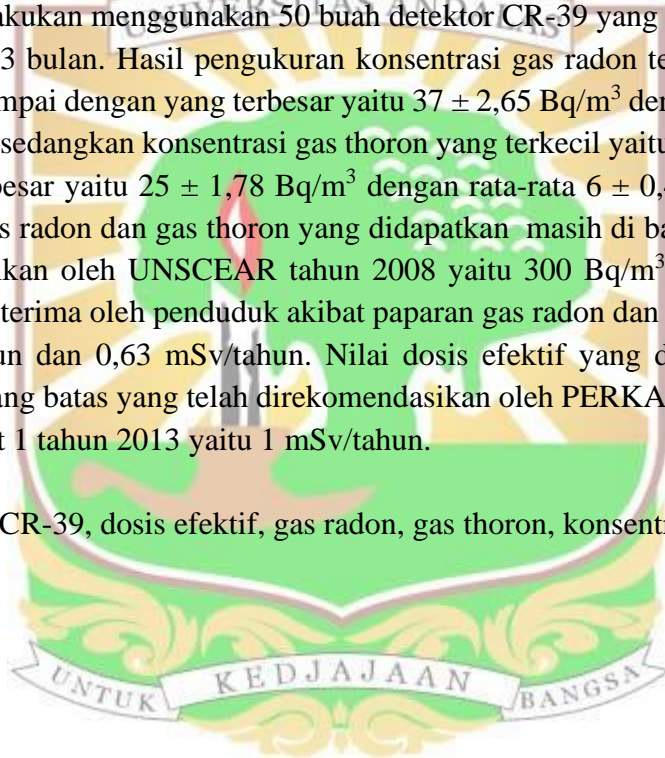 UNIVERSITAS ANDALAS
akukan menggunakan 50 buah detektor CR-39 yang
3 bulan. Hasil pengukuran konsentrasi gas radon te
mpai dengan yang terbesar yaitu 37 ± 2,65 Bq/m³ den
sedangkan konsentrasi gas thoron yang terkecil yaitu
besar yaitu 25 ± 1,78 Bq/m³ dengan rata-rata 6 ± 0,
s radon dan gas thoron yang didapatkan masih di ba
ikan oleh UNSCEAR tahun 2008 yaitu 300 Bq/m³
terima oleh penduduk akibat paparan gas radon dan
un dan 0,63 mSv/tahun. Nilai dosis efektif yang d
ang batas yang telah direkomendasikan oleh PERKA
t 1 tahun 2013 yaitu 1 mSv/tahun.
CR-39, dosis efektif, gas radon, gas thoron, konsentr
UNTUK KEDJAJAAN BANGSA